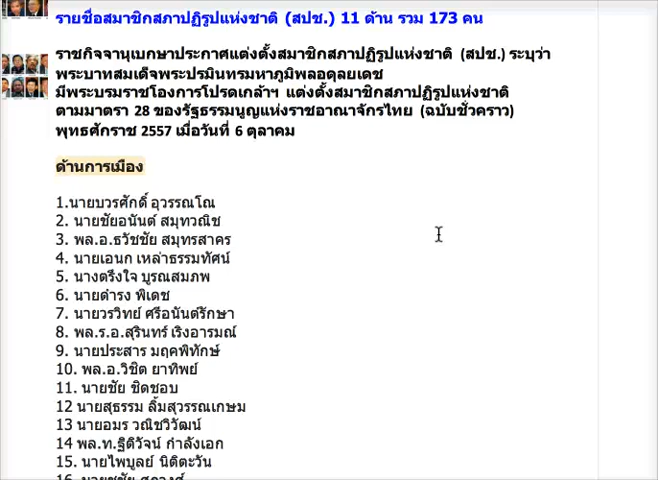 รายชื่อสมาชิกสภาปฏิรูปแห่งชาติ (สปช.) 11 ด้าน รวม 173 คน
ราชกิจจานุเบกษาประกาศแต่งตั้งสมาชิกสภาปฏิรูปแห่งชาติ (สปช.) ระบุว่า
พระบาทสมเด็จพระปรมินทรมหาภูมิพลอดุลยเดช
มีพระบรมราชโองการโปรดเกล้าฯ แต่งตั้งสมาชิกสภาปฏิรูปแห่งชาติ
ตามมาตรา 28 ของรัฐธรรมนูญแห่งราชอาณาจักรไทย (ฉบับชั่วคราว)
พุทธศักราช 2557 เมื่อวันที่ 6 ตุลาคม
ด้านการเมือง
1.นายบวรศักดิ์ อุวรรณโณ
2. นายชัยอนันต์ สมุทวณิช
3. พล.อ.ธวัชชัย สมุทรสาคร
4. นายเอนก เหล่าธรรมทัศน์
5. นางตรึงใจ บูรณสมภพ
6. นายดำรง พิเดช
7. นายวรวิทย์ ศรีอนันต์รักษา
8. พล.ร.อ.สุรินทร์ เริงอารมณ์
9. นายประสาร มฤคพิทักษ์
10. พล.อ.วิชิต ยาทิพย์
11. นายชัย ชิดชอบ
12 นายสุธรรม ลิ้มสุวรรณเกษม
13 นายอมร วณิชวิวัฒน์
14 พล.ท.ฐิติวัจน์ กำลังเอก
15. นายไพบูลย์ นิติตะวัน
16. นายชูชัย ศุภวงศ์